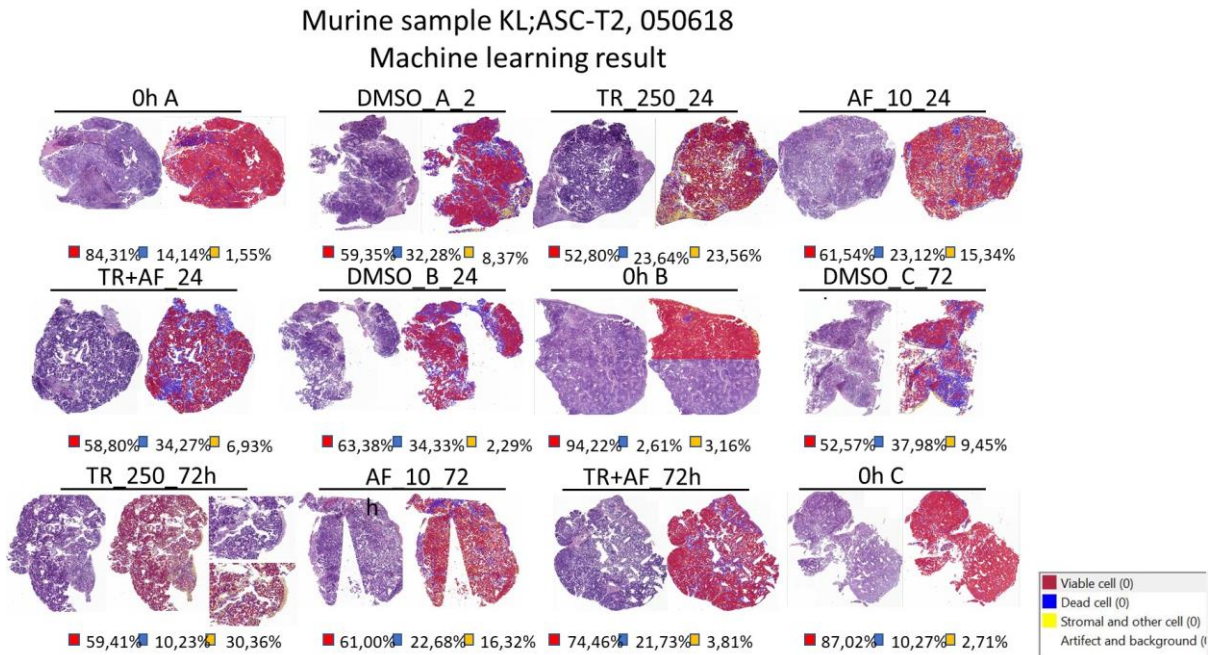 Murine sample KL;ASC-T2, 050618
Machine learning result
0h A
DMSO_A_2
TR_250_24
AF_10_24
84,31% 14,14% 1,55%
59,35% 32,28% 8,37%
52,80% 23,64% 23,56%
61,54% 23,12% 15,34%
TR+AF_24
DMSO_B_24
0h B
DMSO_C_72
58,80% 34,27% 6,93%
63,38% 34,33% 2,29%
94,22% 2,61% 3,16%
52,57% 37,98% 9,45%
TR_250_72h
AF_10_72
h
TR+AF_72h
0h C
59,41% 10,23% 30,36%
61,00% 22,68% 16,32%
74,46% 21,73% 3,81%
87,02% 10,27% 2,71%
Viable cell (0)
Dead cell (0)
Stromal and other cell (0)
Artifect and background (